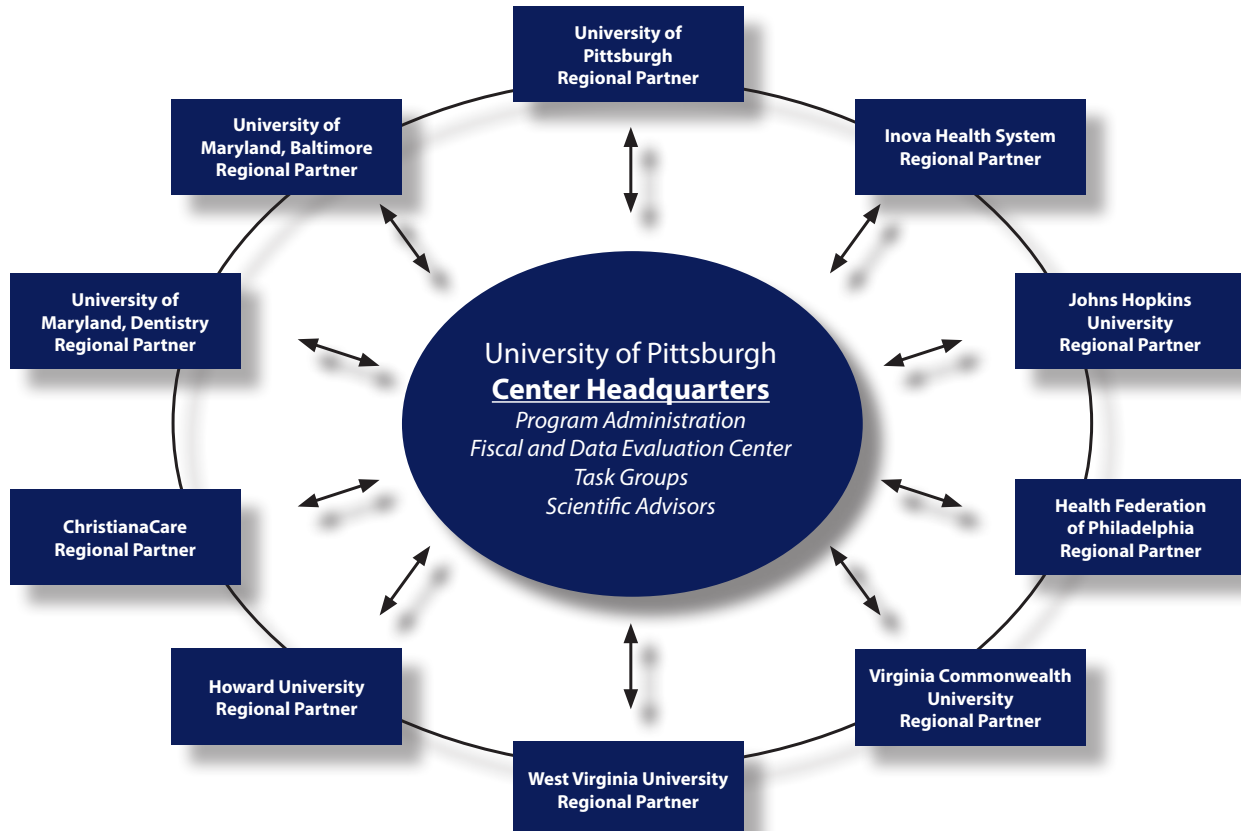 University of
Pittsburgh
Regional Partner
Inova Health System
Regional Partner
Johns Hopkins
University
Regional Partner
Health Federation
of Philadelphia
Regional Partner
Virginia Commonwealth
University
Regional Partner
West Virginia University
Regional Partner
Howard University
Regional Partner
ChristianaCare
Regional Partner
University of
Maryland, Dentistry
Regional Partner
University of
Maryland, Baltimore
Regional Partner
University of Pittsburgh
Center Headquarters
Program Administration
Fiscal and Data Evaluation Center
Task Groups
Scientific Advisors